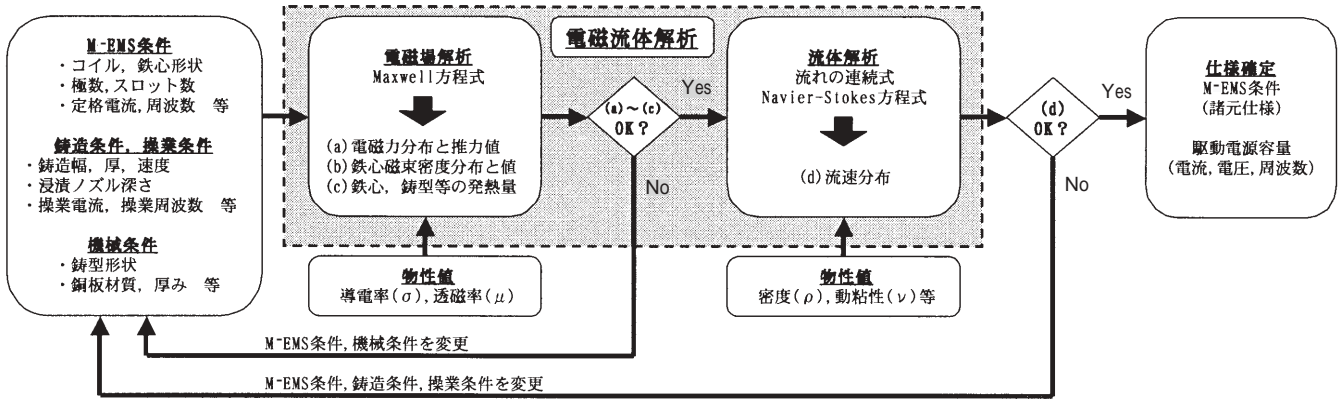 M-EMS条件
・コイル, 鉄心形状
・極数, スロット数
・定格電流, 周波数 等
鋳造条件, 操業条件
・鋳造幅, 厚, 速度
・浸漬ノズル深さ
・操業電流, 操業周波数 等
機械条件
・鋳型形状
・銅板材質, 厚み 等
電磁流体解析
電磁場解析
Maxwell方程式
(a)電磁力分布と推力値
(b)鉄心磁束密度分布と値
(c)鉄心, 鋳型等の発熱量
物性値
導電率(σ), 透磁率(μ)
(a)～(c)
OK?
Yes
No
流体解析
流れの連続式
Navier-Stokes方程式
(d)流速分布
物性値
密度(ρ), 動粘性(ν)等
(d)
OK?
Yes
No
仕様確定
M-EMS条件
(諸元仕様)
駆動電源容量
(電流, 電圧, 周波数)
M-EMS条件, 機械条件を変更
M-EMS条件, 鋳造条件, 操業条件を変更